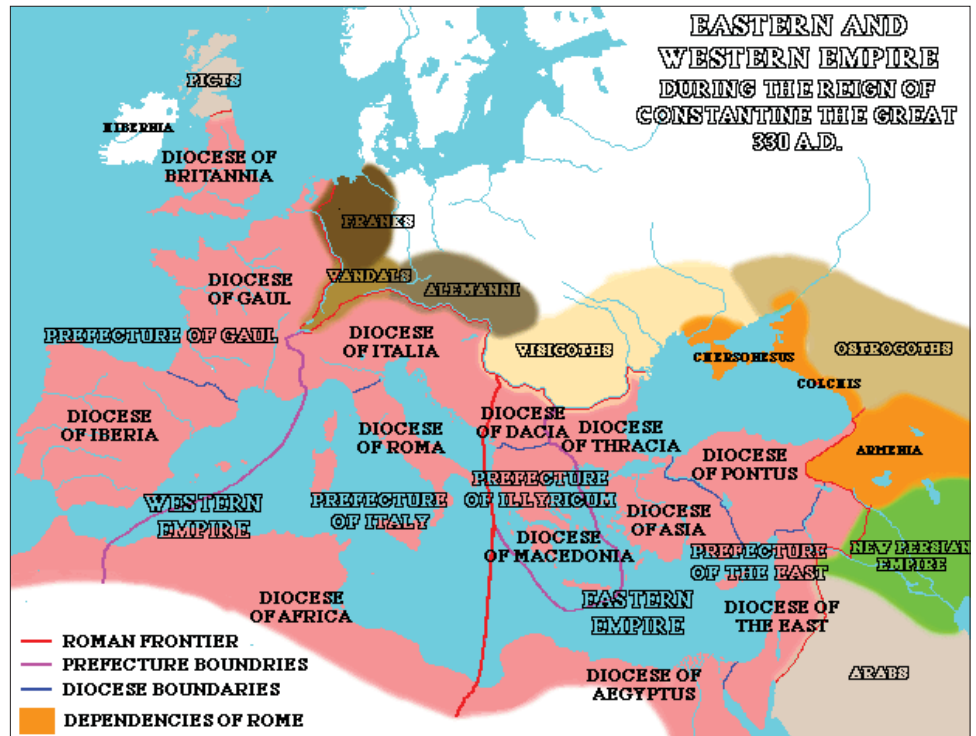 EASTERN AND
WESTERN EMPIRE
DURING THE REIGN OF
CONSTANTINE THE GREAT
330 A.D.
PICTS
HIBERNIA
DIOCESE OF
BRITANNIA
FRANKS
VANDALS
ALEMANNI
DIOCESE
OF GAUL
PREFECTURE OF GAUL
DIOCESE
OF ITALIA
VISIGOTHS
CHERSOHESUS
OSTROGOTHS
COLCHIS
DIOCESE
OF IBERIA
DIOCESE
OF ROMA
DIOCESE
OF DACIA
DIOCESE
OF THRACIA
DIOCESE
OF PONTUS
ARMENIA
WESTERN
EMPIRE
PREFECTURE
OF ITALY
PREFECTURE
OF ILLYRICUM
DIOCESE
OF ASIA
DIOCESE
OF MACEDONIA
PREFECTURE
OF THE EAST
NEW PERSIAN
EMPIRE
DIOCESE
OF AFRICA
EASTERN
EMPIRE
DIOCESE OF
THE EAST
DIOCESE OF
AEGYPTUS
ARABS
ROMAN FRONTIER
PREFECTURE BOUNDRIES
DIOCESE BOUNDARIES
DEPENDENCIES OF ROME